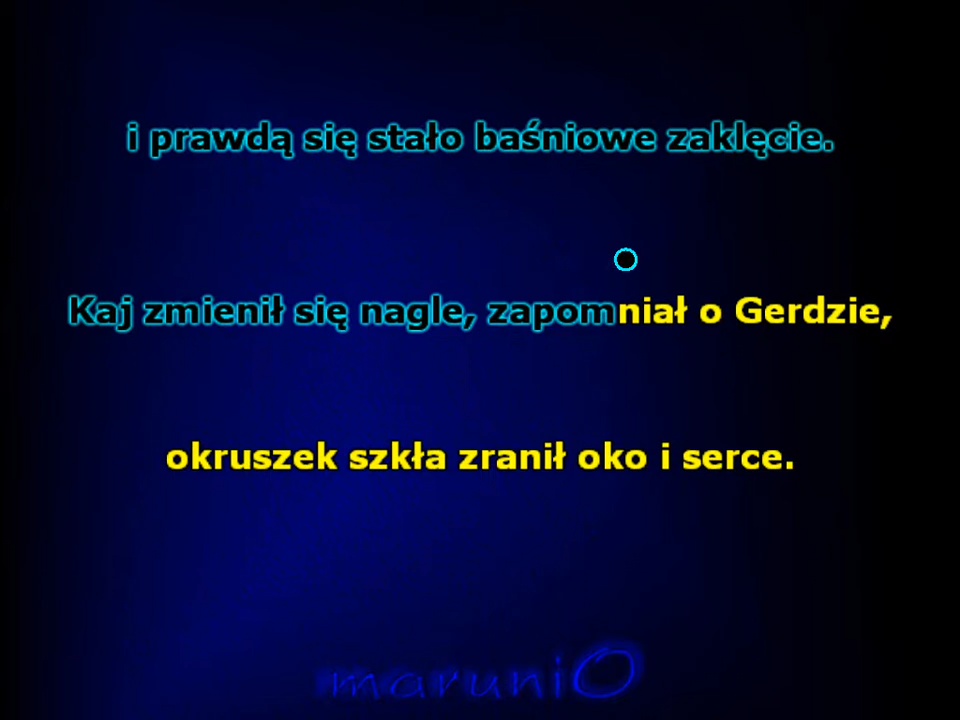 i prawdą się stało baśniowe zaklęcie.
Kaj zmienił się nagle, zapomniał o Gerdzie,
okruszek szkła zranił oko i serce.
maruniO